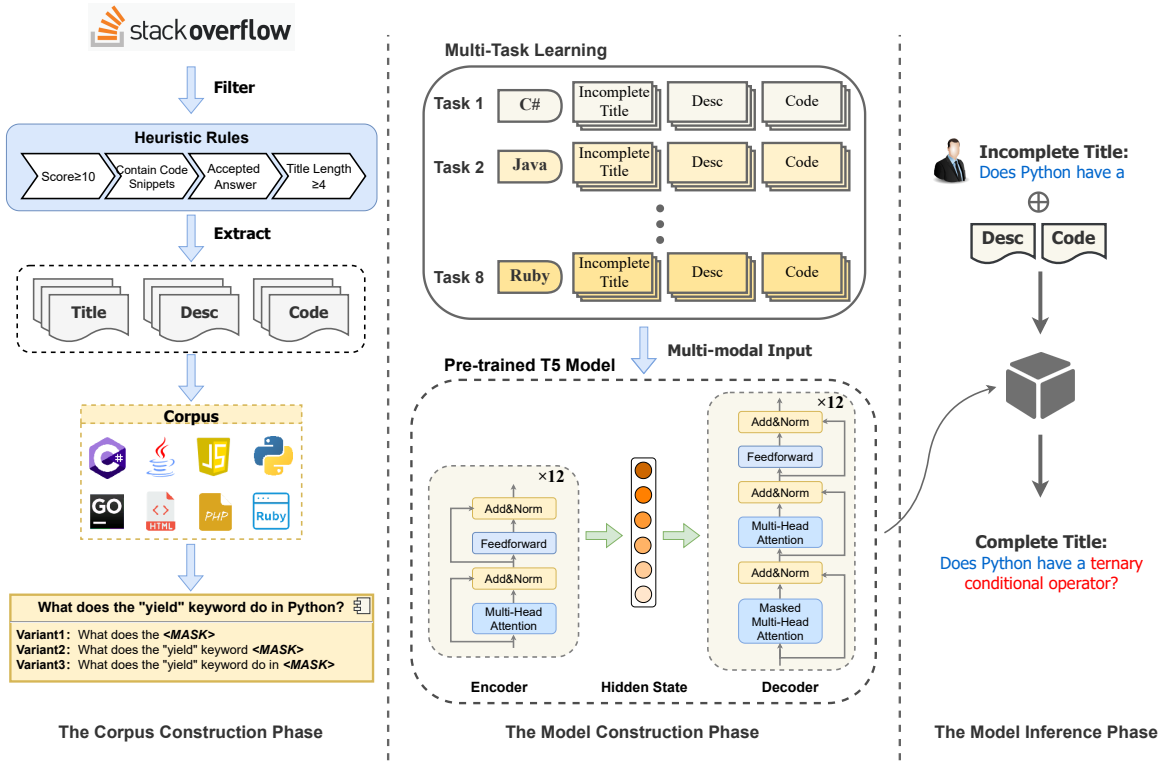 stackoverflow
Filter
Heuristic Rules
Score≥10
Contain Code
Snippets
Accepted
Answer
Title Length
≥4
Extract
Title
Desc
Code
Corpus
C#
Java
JS
GO
HTML
PHP
Ruby
What does the "yield" keyword do in Python?
Variant1: What does the <MASK>
Variant2: What does the "yield" keyword <MASK>
Variant3: What does the "yield" keyword do in <MASK>
The Corpus Construction Phase
Multi-Task Learning
Task 1
C#
Incomplete
Title
Desc
Code
Task 2
Java
Incomplete
Title
Desc
Code
Task 8
Ruby
Incomplete
Title
Desc
Code
Multi-modal Input
Pre-trained T5 Model
×12
Add&Norm
Feedforward
Add&Norm
Multi-Head
Attention
Encoder
Hidden State
×12
Add&Norm
Feedforward
Add&Norm
Multi-Head
Attention
Add&Norm
Masked
Multi-Head
Attention
Decoder
The Model Construction Phase
Incomplete Title:
Does Python have a
Desc
Code
Complete Title:
Does Python have a ternary
conditional operator?
The Model Inference Phase